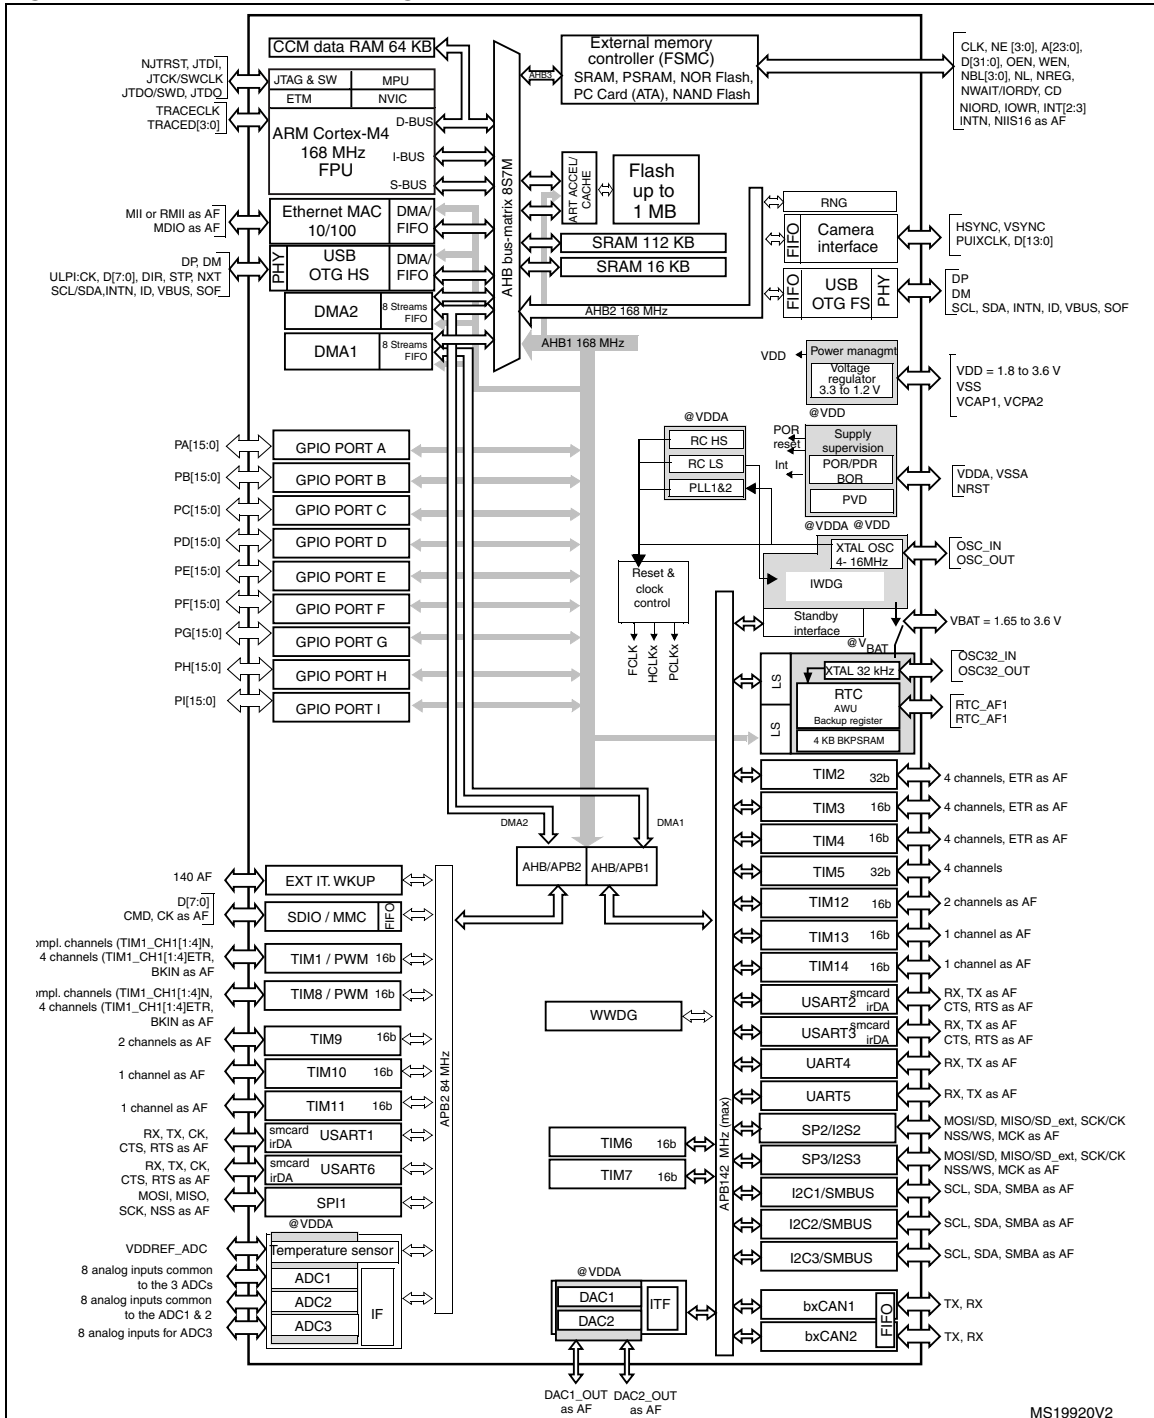 CCM data RAM 64 KB
External memory
controller (FSMC)
SRAM, PSRAM, NOR Flash,
PC Card (ATA), NAND Flash
AHB3
CLK, NE [3:0], A[23:0],
D[31:0], OEN, WEN,
NBL[3:0], NL, NREG,
NWAIT/IORDY, CD
NIORD, IOWR, INT[2:3]
INTN, NIIS16 as AF
NJTRST, JTDI,
JTCK/SWCLK
JTDO/SWD, JTDO
TRACECLK
TRACED[3:0]
JTAG & SW
MPU
ETM
NVIC
ARM Cortex-M4
168 MHz
FPU
D-BUS
I-BUS
S-BUS
AHB bus-matrix 8S7M
ART ACCEL/
CACHE
Flash
up to
1 MB
SRAM 112 KB
SRAM 16 KB
AHB2 168 MHz
AHB1 168 MHz
RNG
FIFO
Camera
interface
HSYNC, VSYNC
PUIXCLK, D[13:0]
FIFO
USB
OTG FS
PHY
DP
DM
SCL, SDA, INTN, ID, VBUS, SOF
MII or RMII as AF
MDIO as AF
Ethernet MAC
10/100
DMA/
FIFO
DP, DM
ULPI:CK, D[7:0], DIR, STP, NXT
SCL/SDA,INTN, ID, VBUS, SOF
PHY
USB
OTG HS
DMA/
FIFO
DMA2
8 Streams
FIFO
DMA1
8 Streams
FIFO
VDD
Power managmt
Voltage
regulator
3.3 to 1.2 V
@VDD
VDD = 1.8 to 3.6 V
VSS
VCAP1, VCPA2
@VDDA
RC HS
RC LS
PLL1&2
POR
reset
Int
Supply
supervision
POR/PDR
BOR
PVD
@VDDA @VDD
VDDA, VSSA
NRST
XTAL OSC
4- 16MHz
OSC_IN
OSC_OUT
IWDG
Reset &
clock
control
FCLK
HCLKx
PCLKx
Standby
interface
@VBAT
VBAT = 1.65 to 3.6 V
LS
LS
XTAL 32 kHz
OSC32_IN
OSC32_OUT
RTC
AWU
Backup register
4 KB BKPSRAM
RTC_AF1
RTC_AF1
PA[15:0]
GPIO PORT A
PB[15:0]
GPIO PORT B
PC[15:0]
GPIO PORT C
PD[15:0]
GPIO PORT D
PE[15:0]
GPIO PORT E
PF[15:0]
GPIO PORT F
PG[15:0]
GPIO PORT G
PH[15:0]
GPIO PORT H
PI[15:0]
GPIO PORT I
DMA2
DMA1
AHB/APB2
AHB/APB1
140 AF
EXT IT. WKUP
D[7:0]
CMD, CK as AF
SDIO / MMC
FIFO
ompl. channels (TIM1_CH1[1:4]N,
4 channels (TIM1_CH1[1:4]ETR,
BKIN as AF
TIM1 / PWM 16b
ompl. channels (TIM1_CH1[1:4]N,
4 channels (TIM1_CH1[1:4]ETR,
BKIN as AF
TIM8 / PWM 16b
2 channels as AF
TIM9 16b
1 channel as AF
TIM10 16b
1 channel as AF
TIM11 16b
RX, TX, CK,
CTS, RTS as AF
smcard
irDA
USART1
RX, TX, CK,
CTS, RTS as AF
smcard
irDA
USART6
MOSI, MISO,
SCK, NSS as AF
SPI1
@VDDA
VDDREF_ADC
Temperature sensor
8 analog inputs common
to the 3 ADCs
ADC1
8 analog inputs common
to the ADC1 & 2
ADC2
8 analog inputs for ADC3
ADC3
IF
APB2 84 MHz
WWDG
TIM6 16b
TIM7 16b
@VDDA
DAC1
DAC2
ITF
DAC1_OUT
as AF
DAC2_OUT
as AF
APB142 MHz (max)
TIM2 32b
4 channels, ETR as AF
TIM3 16b
4 channels, ETR as AF
TIM4 16b
4 channels, ETR as AF
TIM5 32b
4 channels
TIM12 16b
2 channels as AF
TIM13 16b
1 channel as AF
TIM14 16b
1 channel as AF
USART2
smcard
irDA
RX, TX as AF
CTS, RTS as AF
USART3
smcard
irDA
RX, TX as AF
CTS, RTS as AF
UART4
RX, TX as AF
UART5
RX, TX as AF
SP2/I2S2
MOSI/SD, MISO/SD_ext, SCK/CK
NSS/WS, MCK as AF
SP3/I2S3
MOSI/SD, MISO/SD_ext, SCK/CK
NSS/WS, MCK as AF
I2C1/SMBUS
SCL, SDA, SMBA as AF
I2C2/SMBUS
SCL, SDA, SMBA as AF
I2C3/SMBUS
SCL, SDA, SMBA as AF
bxCAN1
TX, RX
bxCAN2
TX, RX
FIFO
MS19920V2